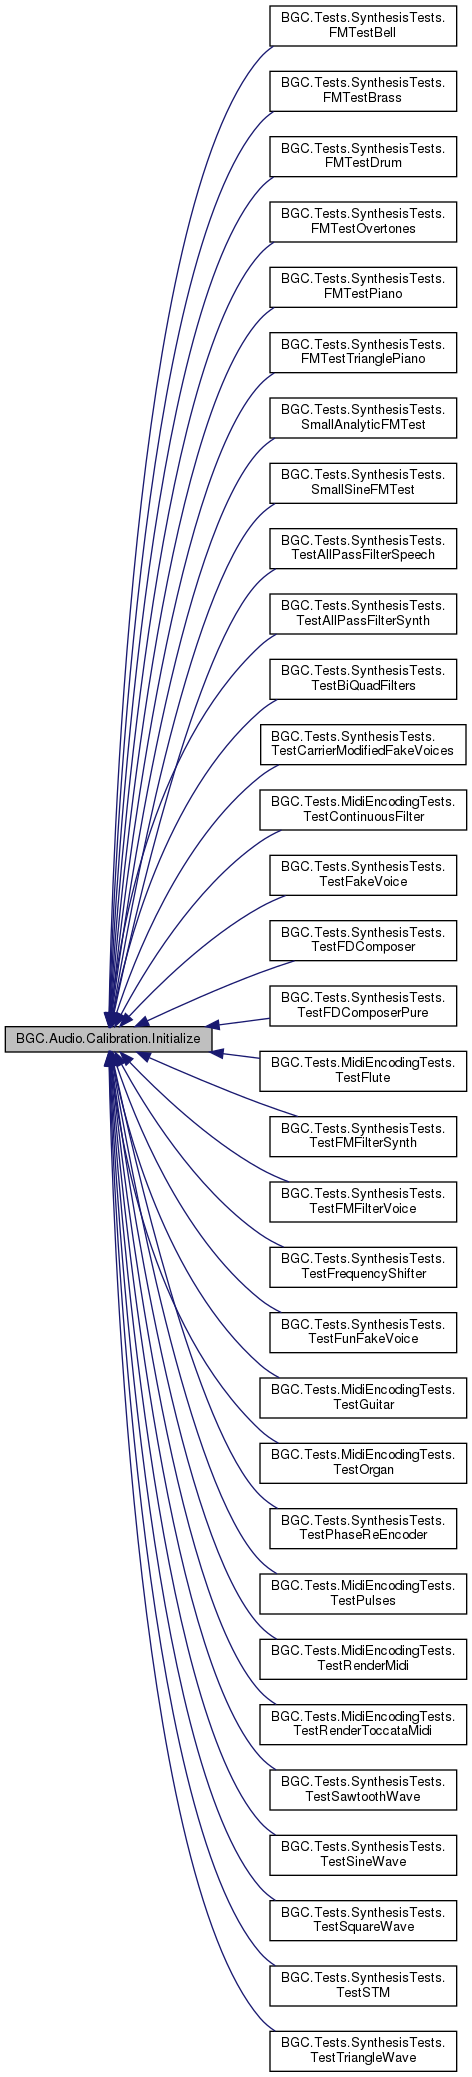 BGC.Tests.SynthesisTests.
FMTestBell
BGC.Tests.SynthesisTests.
FMTestBrass
BGC.Tests.SynthesisTests.
FMTestDrum
BGC.Tests.SynthesisTests.
FMTestOvertones
BGC.Tests.SynthesisTests.
FMTestPiano
BGC.Tests.SynthesisTests.
FMTestTrianglePiano
BGC.Tests.SynthesisTests.
SmallAnalyticFMTest
BGC.Tests.SynthesisTests.
SmallSineFMTest
BGC.Tests.SynthesisTests.
TestAllPassFilterSpeech
BGC.Tests.SynthesisTests.
TestAllPassFilterSynth
BGC.Tests.SynthesisTests.
TestBiQuadFilters
BGC.Tests.SynthesisTests.
TestCarrierModifiedFakeVoices
BGC.Tests.MidiEncodingTests.
TestContinuousFilter
BGC.Tests.SynthesisTests.
TestFakeVoice
BGC.Tests.SynthesisTests.
TestFDComposer
BGC.Tests.SynthesisTests.
TestFDComposerPure
BGC.Audio.Calibration.Initialize
BGC.Tests.MidiEncodingTests.
TestFlute
BGC.Tests.SynthesisTests.
TestFMFilterSynth
BGC.Tests.SynthesisTests.
TestFMFilterVoice
BGC.Tests.SynthesisTests.
TestFrequencyShifter
BGC.Tests.SynthesisTests.
TestFunFakeVoice
BGC.Tests.MidiEncodingTests.
TestGuitar
BGC.Tests.MidiEncodingTests.
TestOrgan
BGC.Tests.SynthesisTests.
TestPhaseReEncoder
BGC.Tests.MidiEncodingTests.
TestPulses
BGC.Tests.MidiEncodingTests.
TestRenderMidi
BGC.Tests.MidiEncodingTests.
TestRenderToccataMidi
BGC.Tests.SynthesisTests.
TestSawtoothWave
BGC.Tests.SynthesisTests.
TestSineWave
BGC.Tests.SynthesisTests.
TestSquareWave
BGC.Tests.SynthesisTests.
TestSTM
BGC.Tests.SynthesisTests.
TestTriangleWave